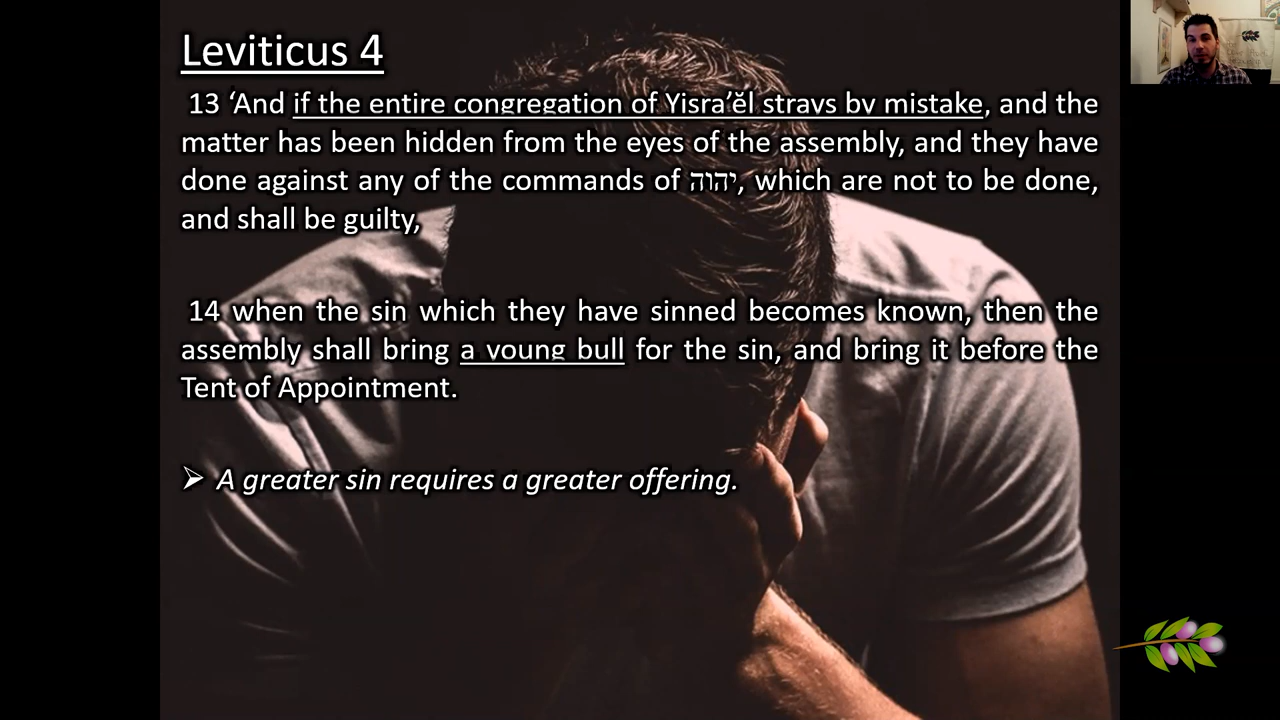 Leviticus 4
13 ‘And if the entire congregation of Yisra’ĕl strays by mistake, and the
matter has been hidden from the eyes of the assembly, and they have
done against any of the commands of יהוה, which are not to be done,
and shall be guilty,
14 when the sin which they have sinned becomes known, then the
assembly shall bring a young bull for the sin, and bring it before the
Tent of Appointment.
➢ A greater sin requires a greater offering.